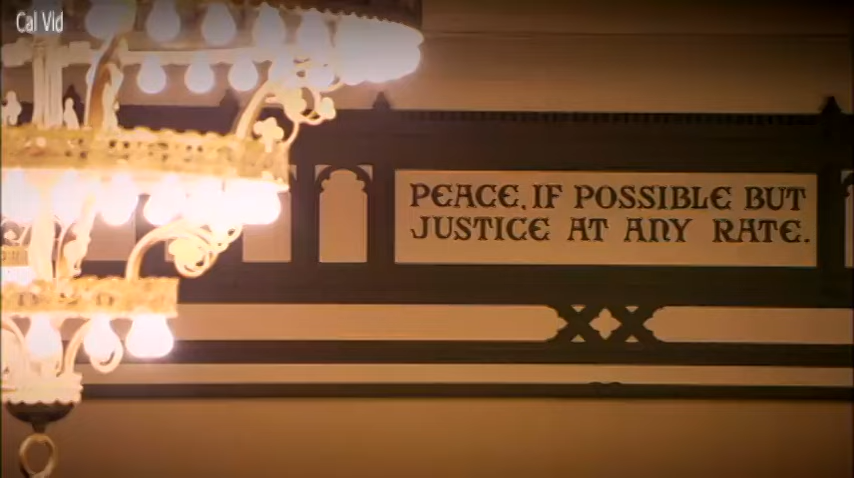 Cal Vid
PEACE, IF POSSIBLE BUT
JUSTICE AT ANY RATE.